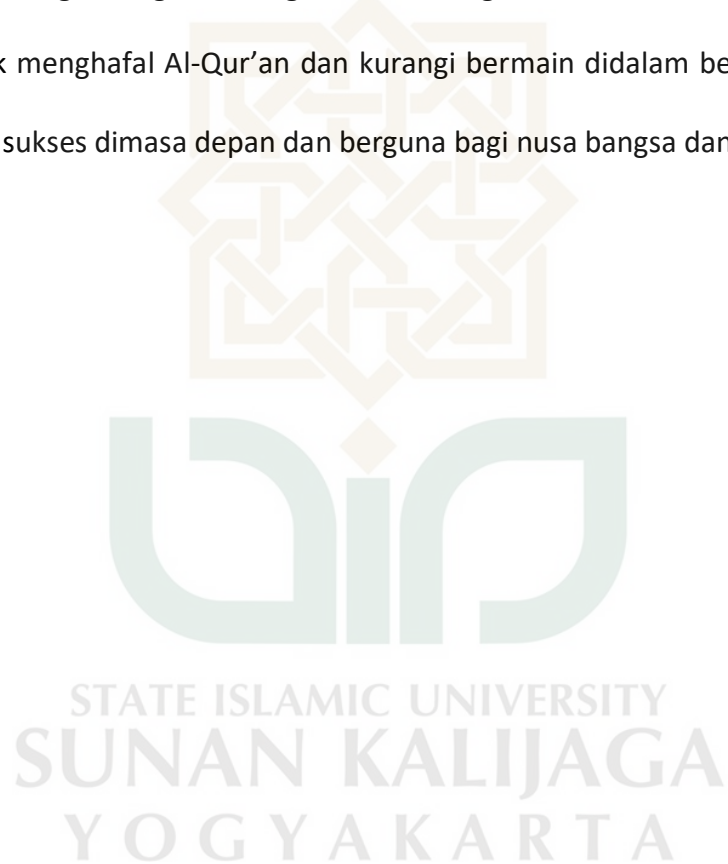 menghafal Al-Qur’an dan kurangi bermain didalam
sukses dimasa depan dan berguna bagi nusa bangsa dan
STATE ISLAMIC UNIVERSITY
SUNAN KALIJAGA
YOGYAKARTA